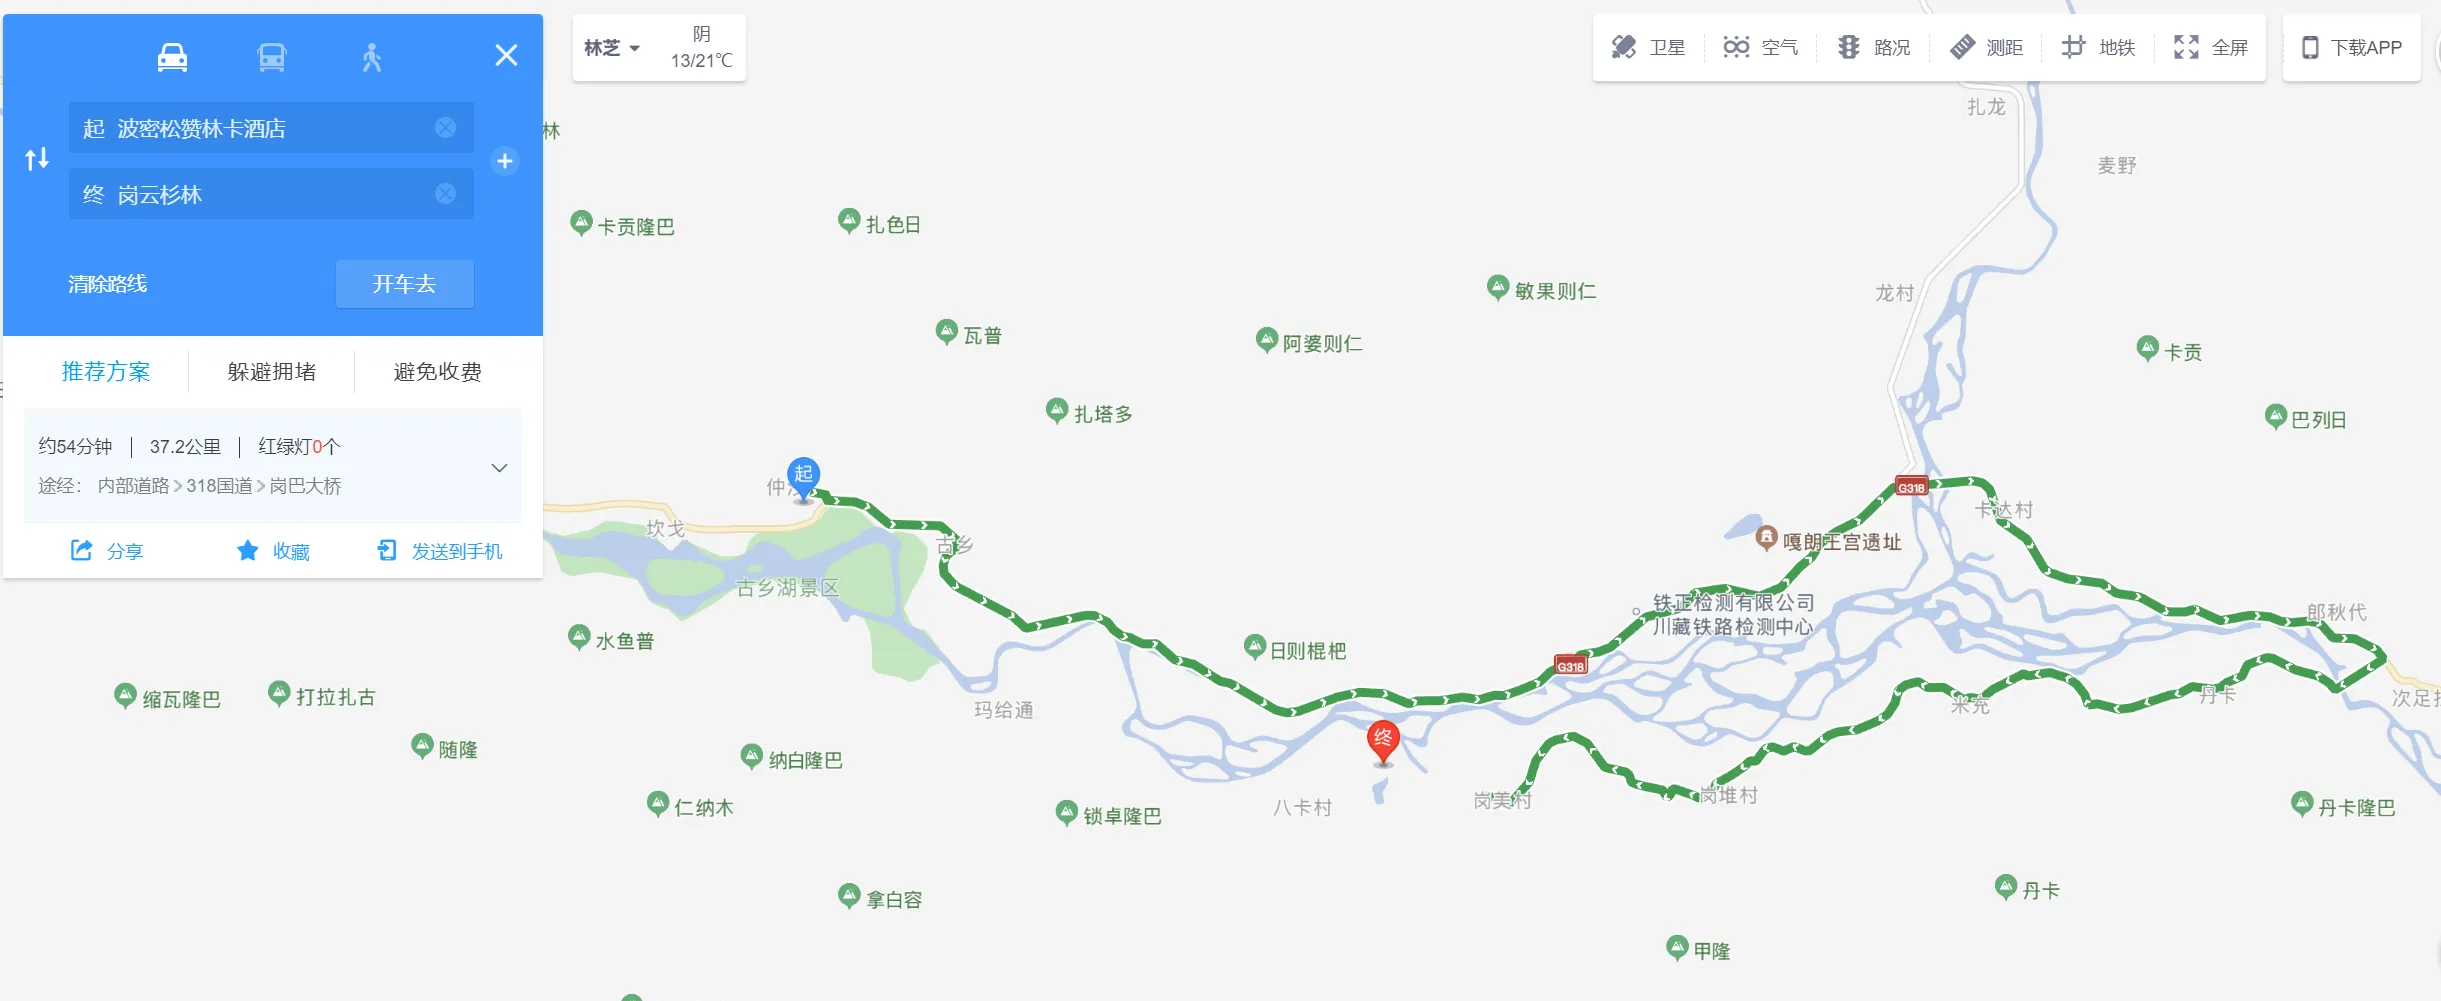 起 波密松赞林卡酒店
终 岗云杉林
清除路线
开车去
推荐方案
躲避拥堵
避免收费
约54分钟 | 37.2公里 | 红绿灯0个
途经： 内部道路>318国道>岗巴大桥
分享
收藏
发送到手机
林芝
阴
13/21℃
卫星
空气
路况
测距
地铁
全屏
下载APP
林
扎龙
麦野
卡贡隆巴
扎色日
敏果则仁
龙村
瓦普
阿婆则仁
卡贡
扎塔多
巴列日
起
仲
G318
卡达村
坎戈
古乡
嘎朗王宫遗址
古乡湖景区
铁正检测有限公司
川藏铁路检测中心
郎秋代
水鱼普
日则棍杷
G318
缩瓦隆巴
打拉扎古
玛给通
米充
丹卡
次足
随隆
终
纳白隆巴
仁纳木
八卡村
岗美村
岗堆村
锁卓隆巴
丹卡隆巴
拿白容
丹卡
甲隆